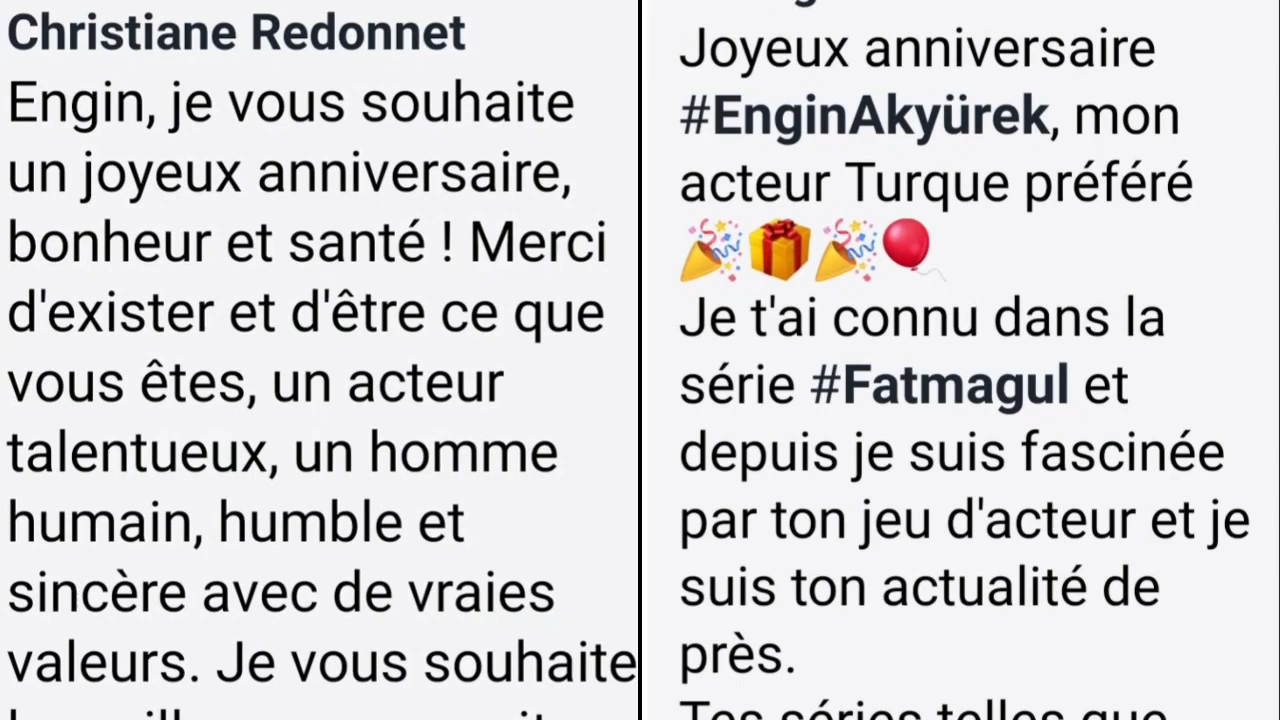 Christiane Redonnet
Engin, je vous souhaite
un joyeux anniversaire,
bonheur et santé ! Merci
d'exister et d'être ce que
vous êtes, un acteur
talentueux, un homme
humain, humble et
sincère avec de vraies
valeurs. Je vous souhaite
Joyeux anniversaire
#EnginAkyürek, mon
acteur Turque préféré
🎉🎁🎉🎈
Je t'ai connu dans la
série #Fatmagul et
depuis je suis fascinée
par ton jeu d'acteur et je
suis ton actualité de
près.
Tes séries telles que